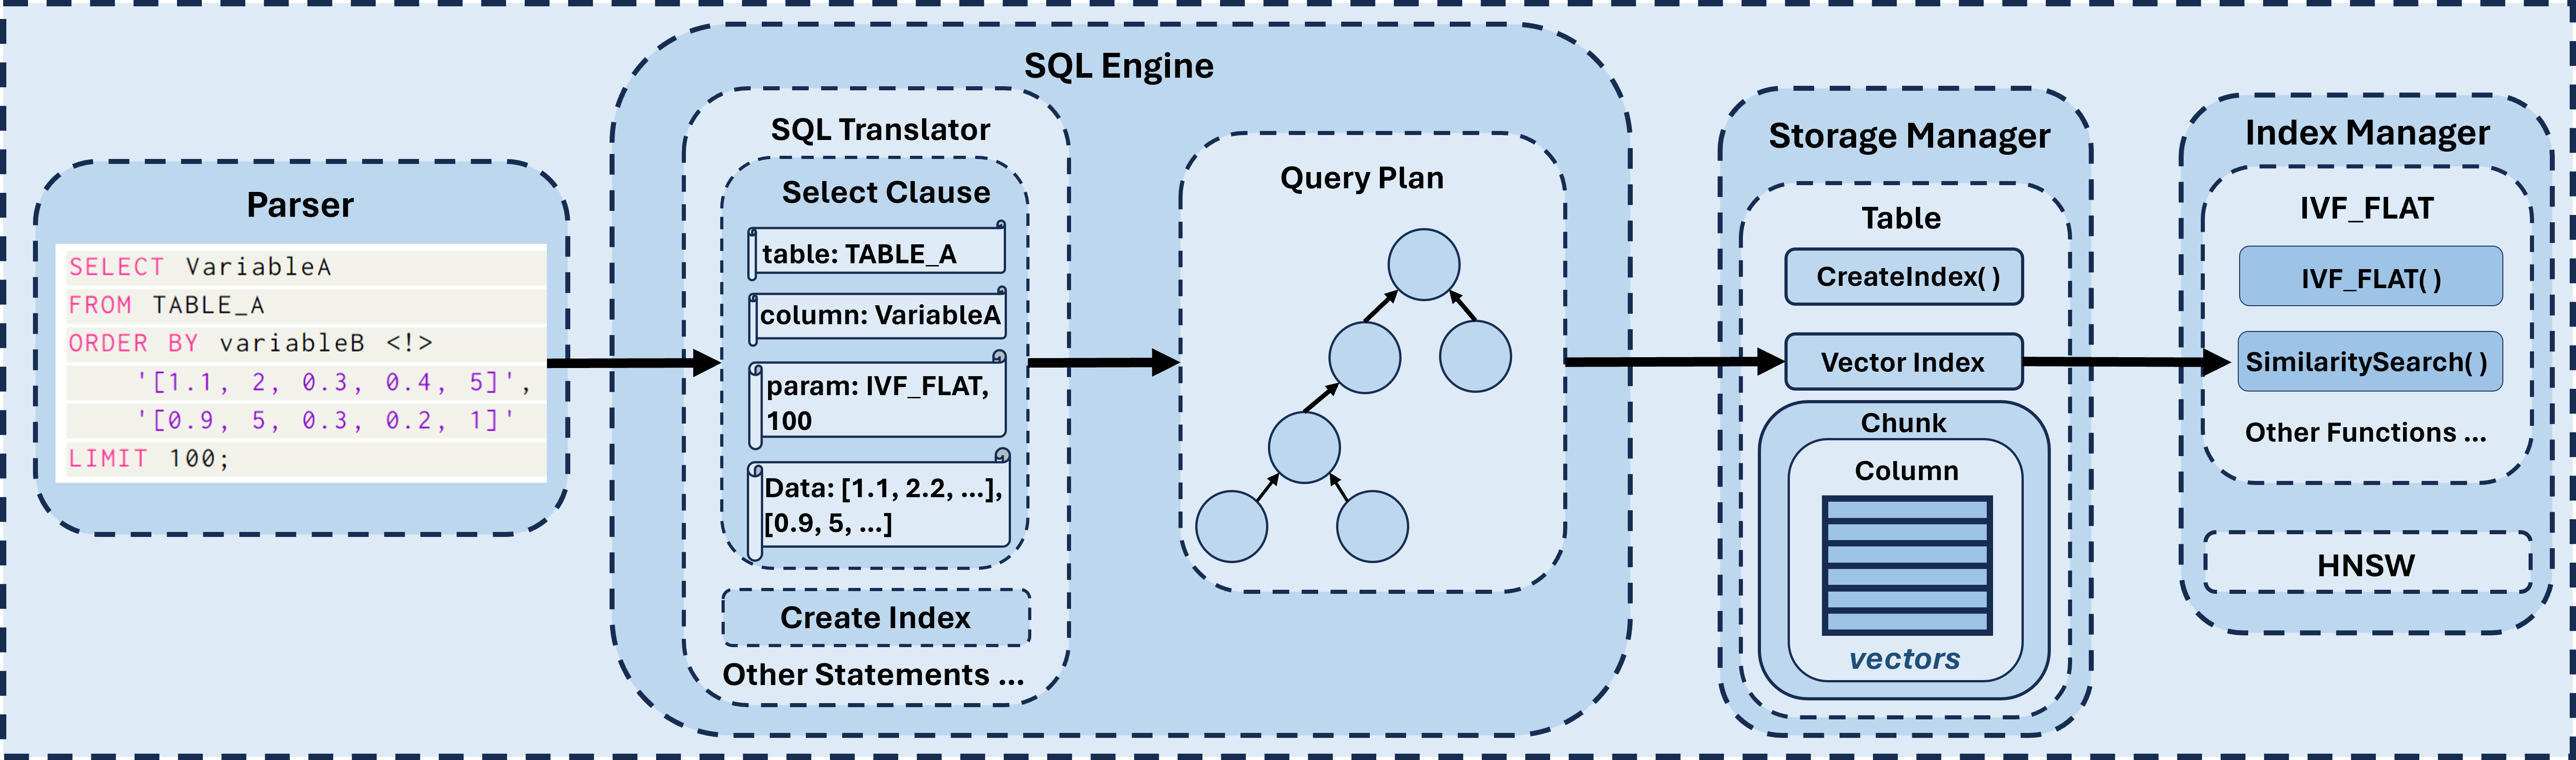 Parser
SELECT VariableA
FROM TABLE_A
ORDER BY variableB <!>
'[1.1, 2, 0.3, 0.4, 5]',
'[0.9, 5, 0.3, 0.2, 1]'
LIMIT 100;
SQL Engine
SQL Translator
Select Clause
table: TABLE_A
column: VariableA
param: IVF_FLAT,
100
Data: [1.1, 2.2, ...],
[0.9, 5, ...]
Create Index
Other Statements ...
Query Plan
Storage Manager
Table
CreateIndex()
Vector Index
Chunk
Column
vectors
Index Manager
IVF_FLAT
IVF_FLAT()
SimilaritySearch()
Other Functions ...
HNSW